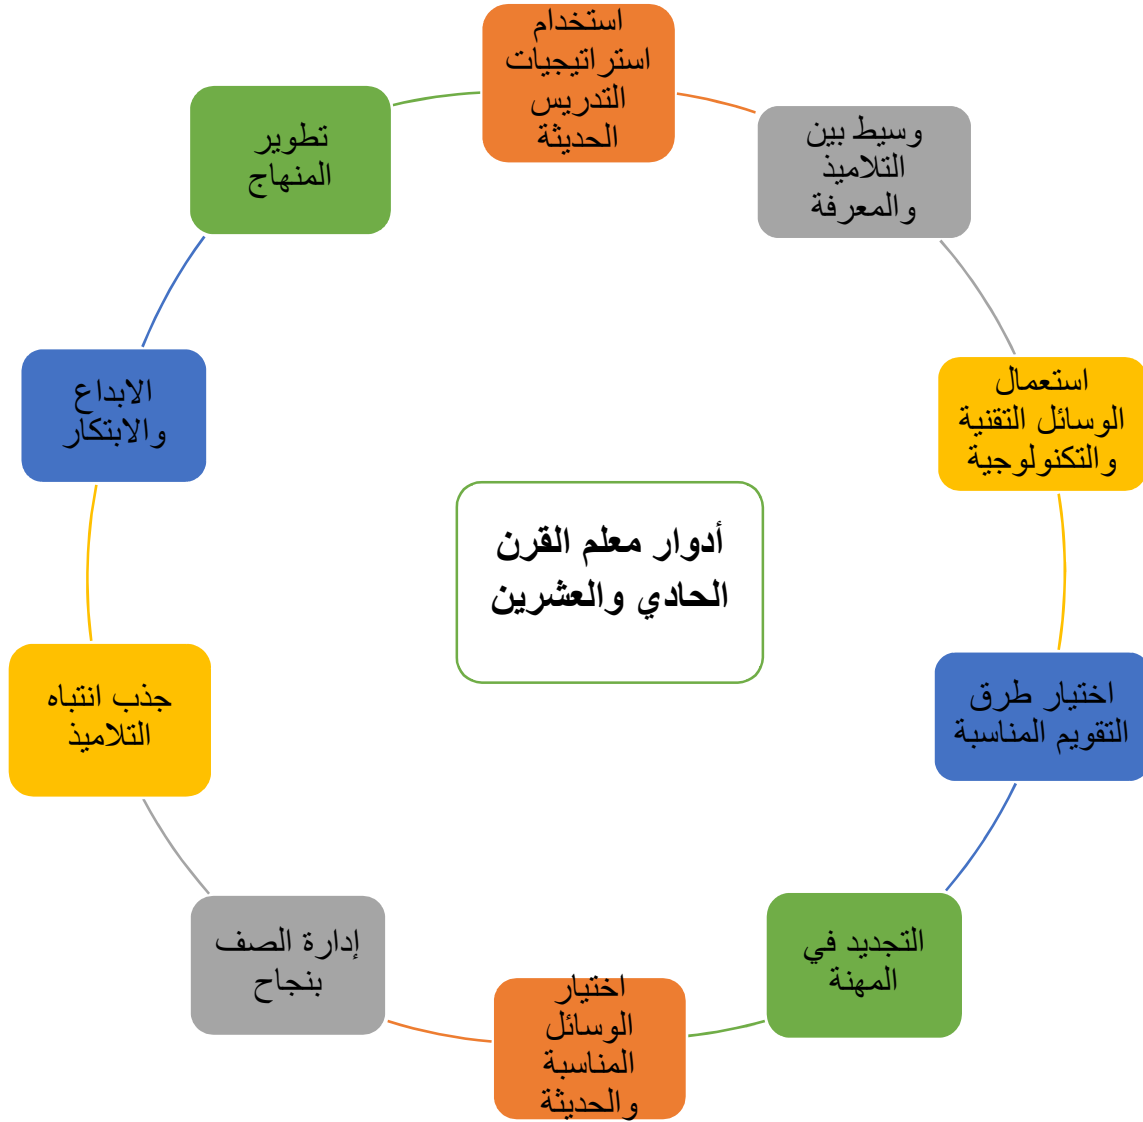 استخدام
استراتيجيات
التدريس
الحديثة
وسيط بين
التلاميذ
والمعرفة
استعمال
الوسائل التقنية
والتكنولوجية
اختيار طرق
التقويم المناسبة
التجديد في
المهنة
اختيار
الوسائل
المناسبة
والحديثة
إدارة الصف
بنجاح
جذب انتباه
التلاميذ
الابداع
والابتكار
تطوير
المنهاج
أدوار معلم القرن
الحادي والعشرين